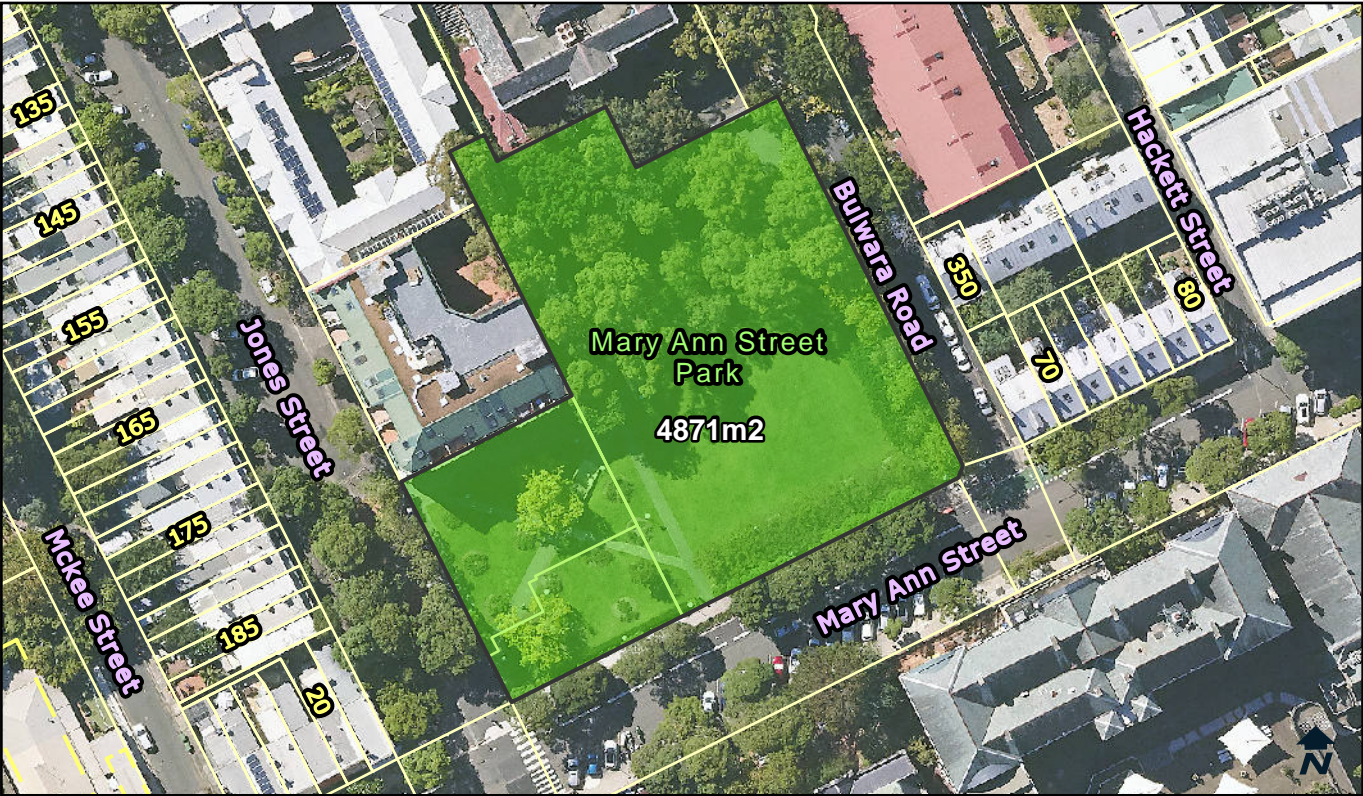 135
145
155
165
175
185
20
Mckee Street
Jones Street
Mary Ann Street
Park
4871m2
Bulwara Road
Hackett Street
350
70
80
Mary Ann Street
N